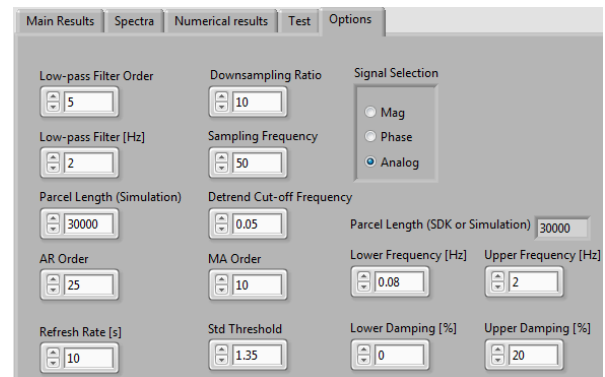 Main Results Spectra Numerical results Test Options
Low-pass Filter Order Downsampling Ratio Signal Selection
5 10
Mag
Low-pass Filter [Hz] Sampling Frequency Phase
2 50 Analog
Parcel Length (Simulation) Detrend Cut-off Frequency
30000 0.05 Parcel Length (SDK or Simulation) 30000
AR Order MA Order Lower Frequency [Hz] Upper Frequency [Hz]
25 10 0.08 2
Refresh Rate [s] Std Threshold Lower Damping [%] Upper Damping [%]
10 1.35 0 20